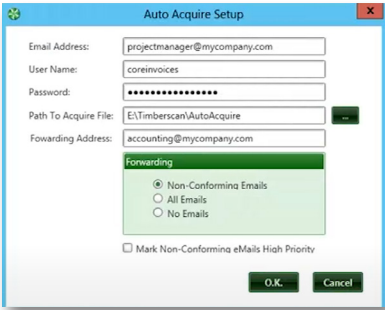 Auto Acquire Setup
x
Email Address: projectmanager@mycompany.com
User Name: coreinvoices
Password: ●●●●●●●●●●●●●●●●
Path To Acquire File: E:\Timberscan\AutoAcquire ...
Fowarding Address: accounting@mycompany.com
Forwarding
Non-Conforming Emails
All Emails
No Emails
Mark Non-Conforming eMails High Priority
O.K. Cancel